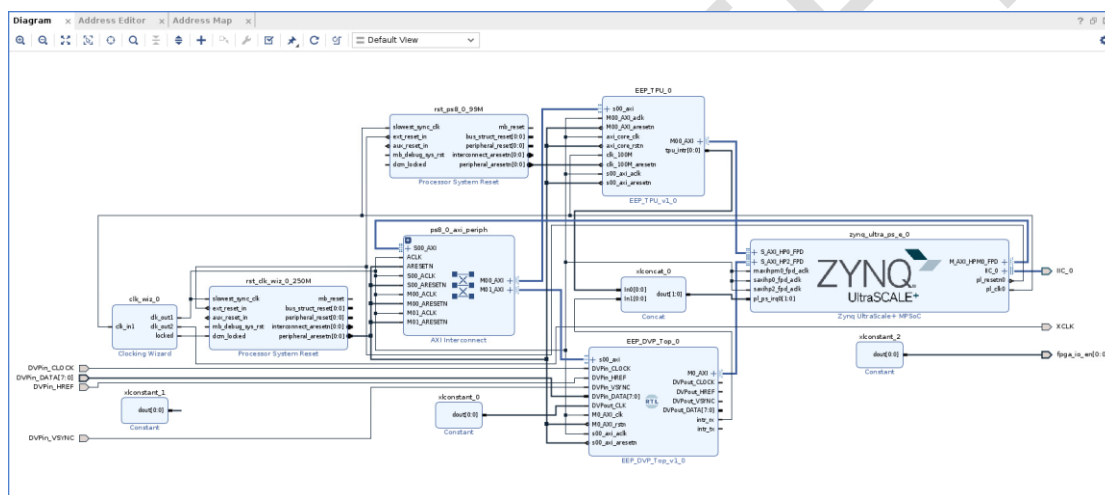 Diagram
Address Editor
Address Map
Default View
EEP_TPU_0
s00_axi
M00_AXI_aclk
M00_AXI_aresetn
axi_core_clk
axi_core_rstn
clk_100M
clk_100M_aresetn
s00_axi_aclk
s00_axi_aresetn
M00_AXI
tpu_intr[0:0]
EEP_TPU_v1_0
rst_ps8_0_99M
slowest_sync_clk
ext_reset_in
aux_reset_in
mb_debug_sys_rst
dcm_locked
mb_reset
bus_struct_reset[0:0]
peripheral_reset[0:0]
interconnect_aresetn[0:0]
peripheral_aresetn[0:0]
Processor System Reset
ps8_0_axi_periph
S00_AXI
ACLK
ARESETN
S00_ACLK
S00_ARESETN
M00_ACLK
M00_ARESETN
M01_ACLK
M01_ARESETN
M00_AXI
M01_AXI
AXI Interconnect
zynq_ultra_ps_e_0
S_AXI_HP0_FPD
S_AXI_HP2_FPD
maxihpm0_fpd_aclk
saxihp0_fpd_aclk
saxihp2_fpd_aclk
pl_ps_irq0[1:0]
ZYNQ
UltraSCALE+
M_AXI_HPM0_FPD
IIC_0
pl_resetn0
pl_clk0
Zynq UltraScale+ MPSoC
IIC_0
xlconcat_0
In0[0:0]
In1[0:0]
dout[1:0]
Concat
rst_clk_wiz_0_250M
slowest_sync_clk
ext_reset_in
aux_reset_in
mb_debug_sys_rst
dcm_locked
mb_reset
bus_struct_reset[0:0]
peripheral_reset[0:0]
interconnect_aresetn[0:0]
peripheral_aresetn[0:0]
Processor System Reset
clk_wiz_0
clk_in1
clk_out1
clk_out2
locked
Clocking Wizard
XCLK
xlconstant_2
dout[0:0]
Constant
fpga_io_en[0:0
EEP_DVP_Top_0
s00_axi
DVPin_CLOCK
DVPin_HREF
DVPin_VSYNC
DVPin_DATA[7:0]
DVPout_CLK
M0_AXI_clk
M0_AXI_rstn
s00_axi_aclk
s00_axi_aresetn
RTL
M0_AXI
DVPout_CLOCK
DVPout_HREF
DVPout_VSYNC
DVPout_DATA[7:0]
intr_rx
intr_tx
EEP_DVP_Top_v1_0
DVPin_CLOCK
DVPin_DATA[7:0]
DVPin_HREF
xlconstant_1
dout[0:0]
Constant
xlconstant_0
dout[0:0]
Constant
DVPin_VSYNC